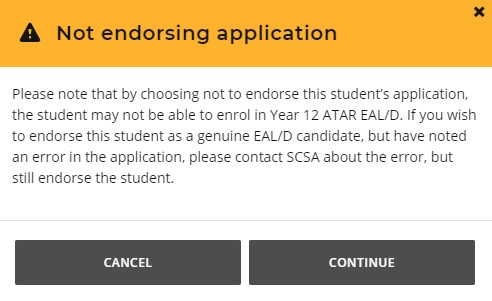 Not endorsing application
Please note that by choosing not to endorse this student's application,
the student may not be able to enrol in Year 12 ATAR EAL/D. If you wish
to endorse this student as a genuine EAL/D candidate, but have noted
an error in the application, please contact SCSA about the error, but
still endorse the student.
CANCEL
CONTINUE